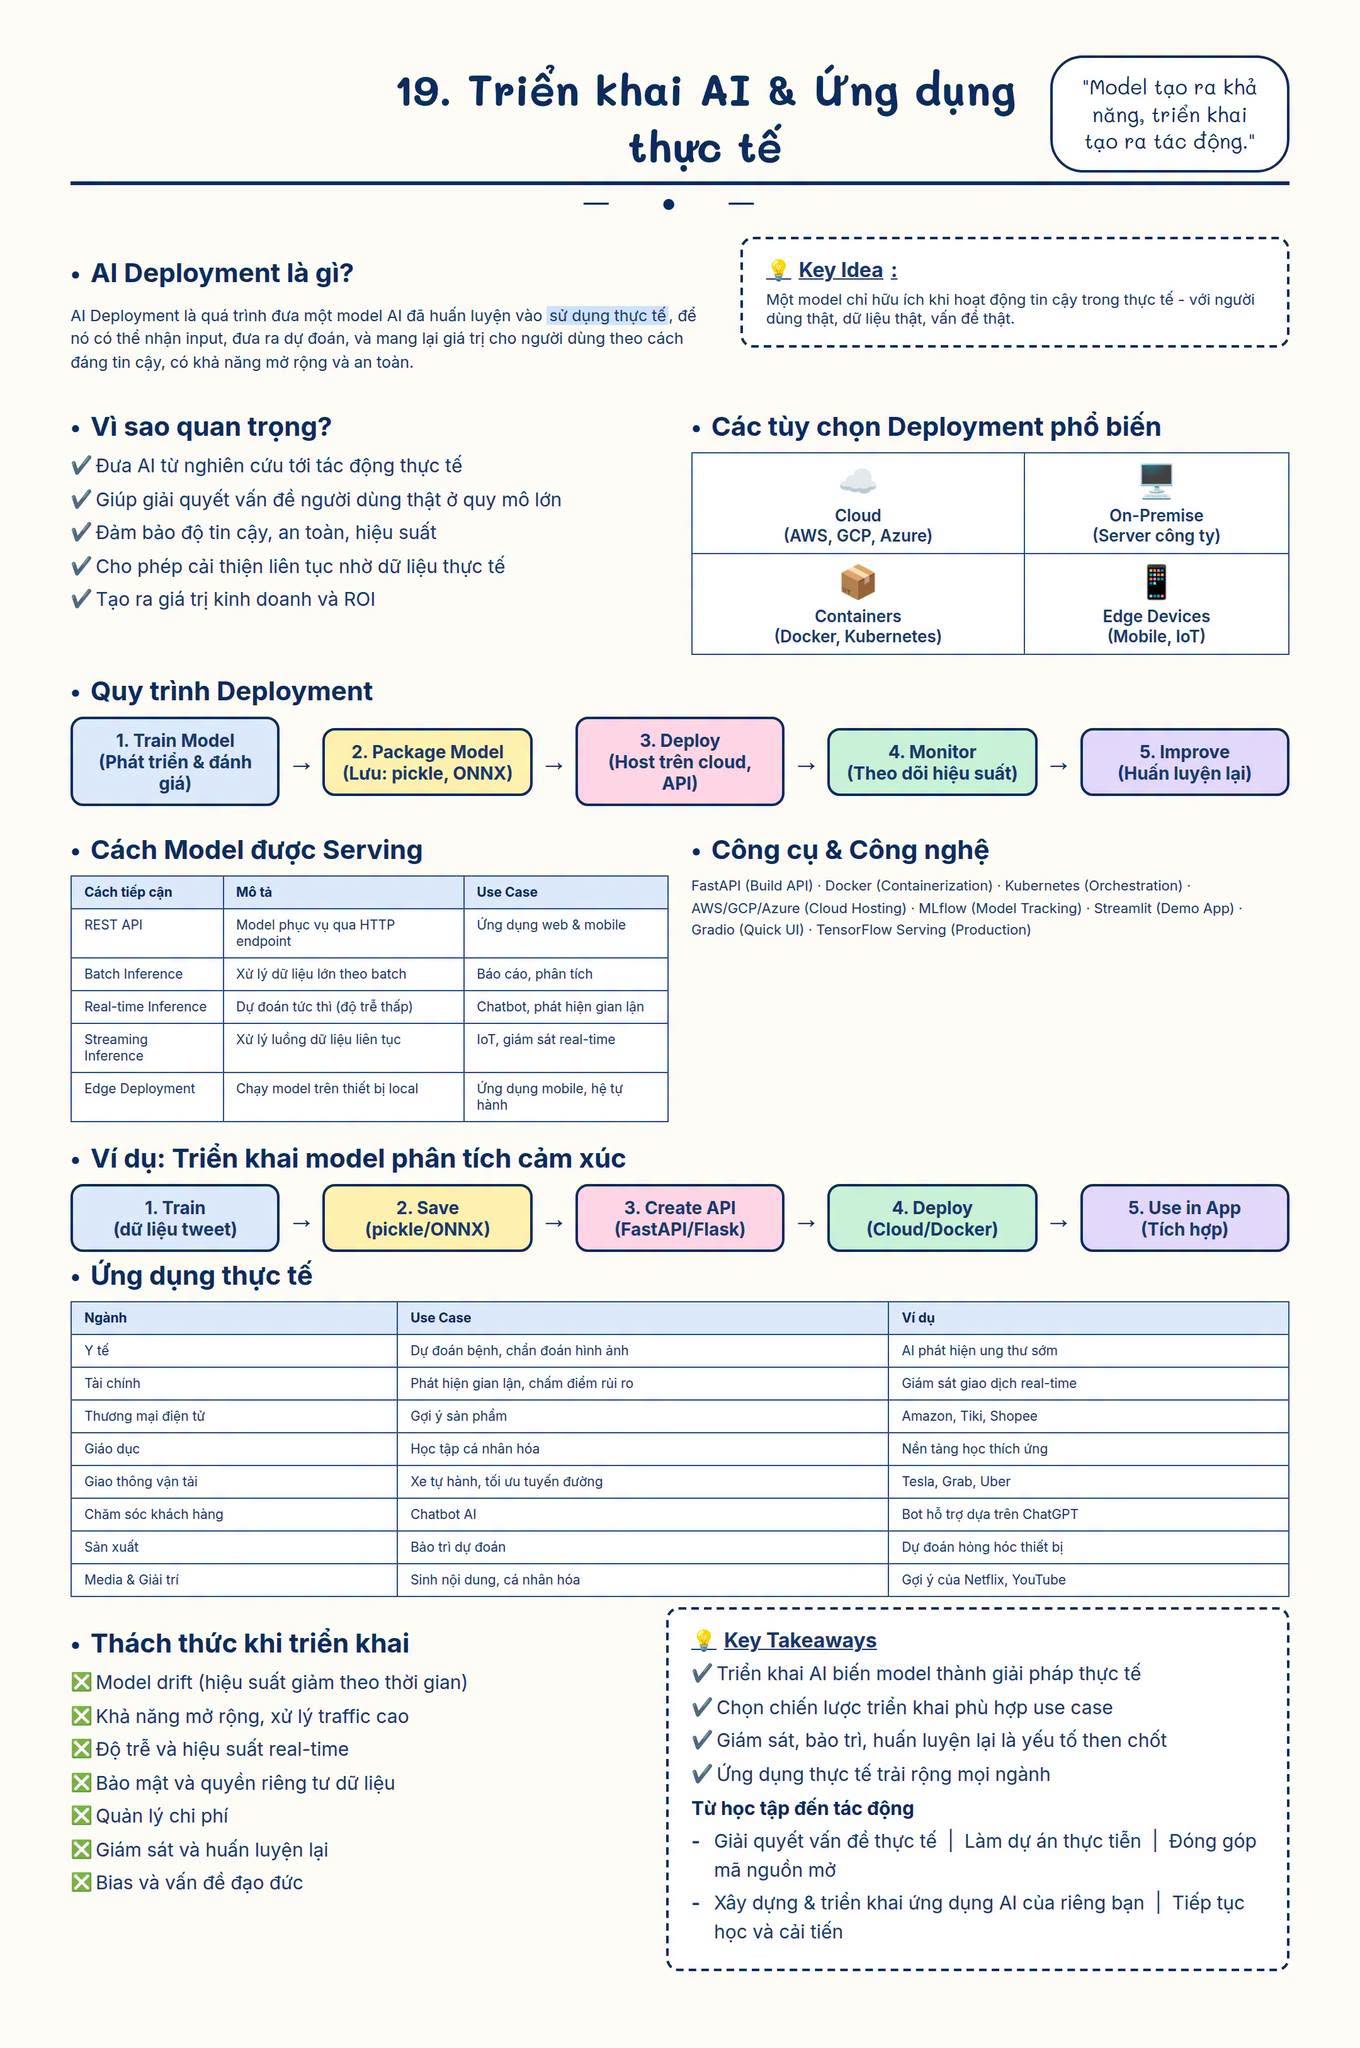 19. Triển khai AI & Ứng dụng
thực tế
"Model tạo ra khả
năng, triển khai
tạo ra tác động."
• AI Deployment là gì?
AI Deployment là quá trình đưa một model AI đã huấn luyện vào sử dụng thực tế, để
nó có thể nhận input, đưa ra dự đoán, và mang lại giá trị cho người dùng theo cách
đáng tin cậy, có khả năng mở rộng và an toàn.
💡 Key Idea :
Một model chỉ hữu ích khi hoạt động tin cậy trong thực tế - với người
dùng thật, dữ liệu thật, vấn đề thật.
• Vì sao quan trọng?
✔ Đưa AI từ nghiên cứu tới tác động thực tế
✔ Giúp giải quyết vấn đề người dùng thật ở quy mô lớn
✔ Đảm bảo độ tin cậy, an toàn, hiệu suất
✔ Cho phép cải thiện liên tục nhờ dữ liệu thực tế
✔ Tạo ra giá trị kinh doanh và ROI
• Các tùy chọn Deployment phổ biến
Cloud
(AWS, GCP, Azure)
On-Premise
(Server công ty)
Containers
(Docker, Kubernetes)
Edge Devices
(Mobile, IoT)
• Quy trình Deployment
1. Train Model
(Phát triển & đánh
giá)
→
2. Package Model
(Lưu: pickle, ONNX)
→
3. Deploy
(Host trên cloud,
API)
→
4. Monitor
(Theo dõi hiệu suất)
→
5. Improve
(Huấn luyện lại)
• Cách Model được Serving
Cách tiếp cận Mô tả Use Case
REST API Model phục vụ qua HTTP Ứng dụng web & mobile
endpoint
Batch Inference Xử lý dữ liệu lớn theo batch Báo cáo, phân tích
Real-time Inference Dự đoán tức thì (độ trễ thấp) Chatbot, phát hiện gian lận
Streaming Xử lý luồng dữ liệu liên tục IoT, giám sát real-time
Inference
Edge Deployment Chạy model trên thiết bị local Ứng dụng mobile, hệ tự
hành
• Công cụ & Công nghệ
FastAPI (Build API) · Docker (Containerization) · Kubernetes (Orchestration) ·
AWS/GCP/Azure (Cloud Hosting) · MLflow (Model Tracking) · Streamlit (Demo App) ·
Gradio (Quick UI) · TensorFlow Serving (Production)
• Ví dụ: Triển khai model phân tích cảm xúc
1. Train
(dữ liệu tweet)
→
2. Save
(pickle/ONNX)
→
3. Create API
(FastAPI/Flask)
→
4. Deploy
(Cloud/Docker)
→
5. Use in App
(Tích hợp)
• Ứng dụng thực tế
Ngành Use Case Ví dụ
Y tế Dự đoán bệnh, chẩn đoán hình ảnh AI phát hiện ung thư sớm
Tài chính Phát hiện gian lận, chấm điểm rủi ro Giám sát giao dịch real-time
Thương mại điện tử Gợi ý sản phẩm Amazon, Tiki, Shopee
Giáo dục Học tập cá nhân hóa Nền tảng học thích ứng
Giao thông vận tải Xe tự hành, tối ưu tuyến đường Tesla, Grab, Uber
Chăm sóc khách hàng Chatbot AI Bot hỗ trợ dựa trên ChatGPT
Sản xuất Bảo trì dự đoán Dự đoán hỏng hóc thiết bị
Media & Giải trí Sinh nội dung, cá nhân hóa Gợi ý của Netflix, YouTube
• Thách thức khi triển khai
❎ Model drift (hiệu suất giảm theo thời gian)
❎ Khả năng mở rộng, xử lý traffic cao
❎ Độ trễ và hiệu suất real-time
❎ Bảo mật và quyền riêng tư dữ liệu
❎ Quản lý chi phí
❎ Giám sát và huấn luyện lại
❎ Bias và vấn đề đạo đức
💡 Key Takeaways
✔ Triển khai AI biến model thành giải pháp thực tế
✔ Chọn chiến lược triển khai phù hợp use case
✔ Giám sát, bảo trì, huấn luyện lại là yếu tố then chốt
✔ Ứng dụng thực tế trải rộng mọi ngành
Từ học tập đến tác động
- Giải quyết vấn đề thực tế | Làm dự án thực tiễn | Đóng góp
mã nguồn mở
- Xây dựng & triển khai ứng dụng AI của riêng bạn | Tiếp tục
học và cải tiến